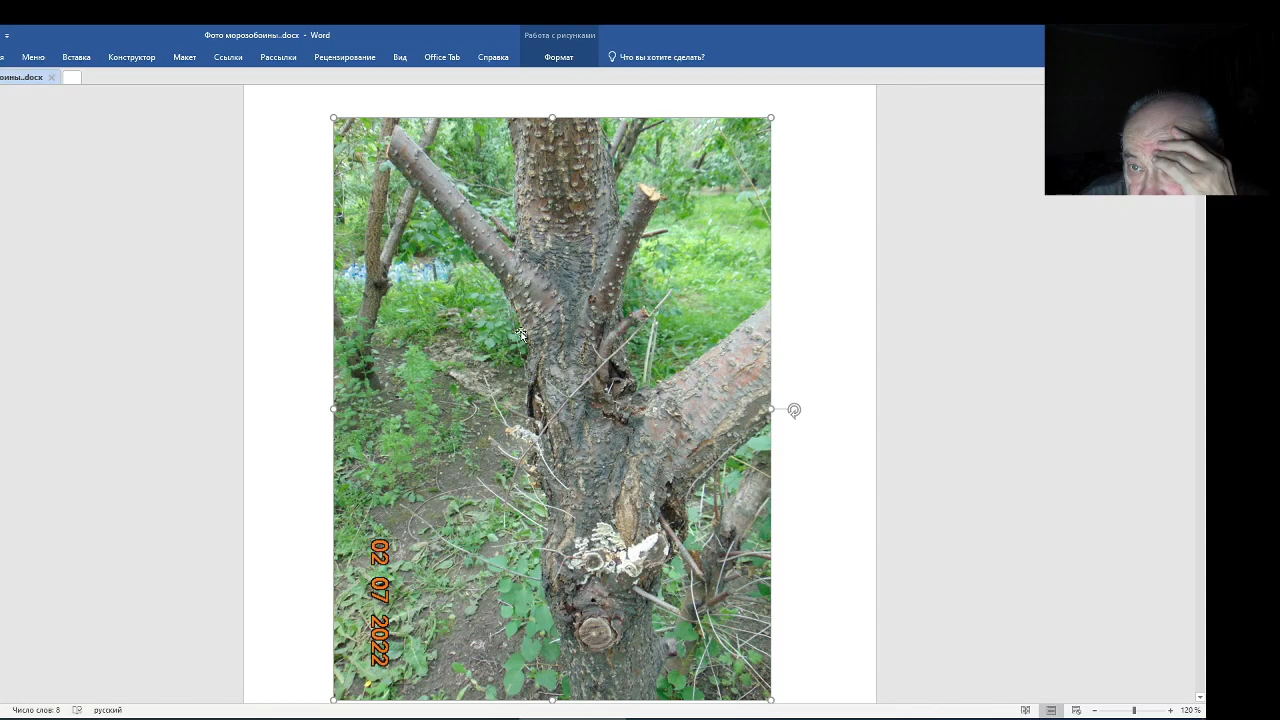 Фото морозобоины..docx - Word
Работа с рисунками
Меню
Вставка
Конструктор
Макет
Ссылки
Рассылки
Рецензирование
Вид
Office Tab
Справка
Формат
Что вы хотите сделать?
оины..docx
02 07 2022
Число слов: 8
русский
120 %